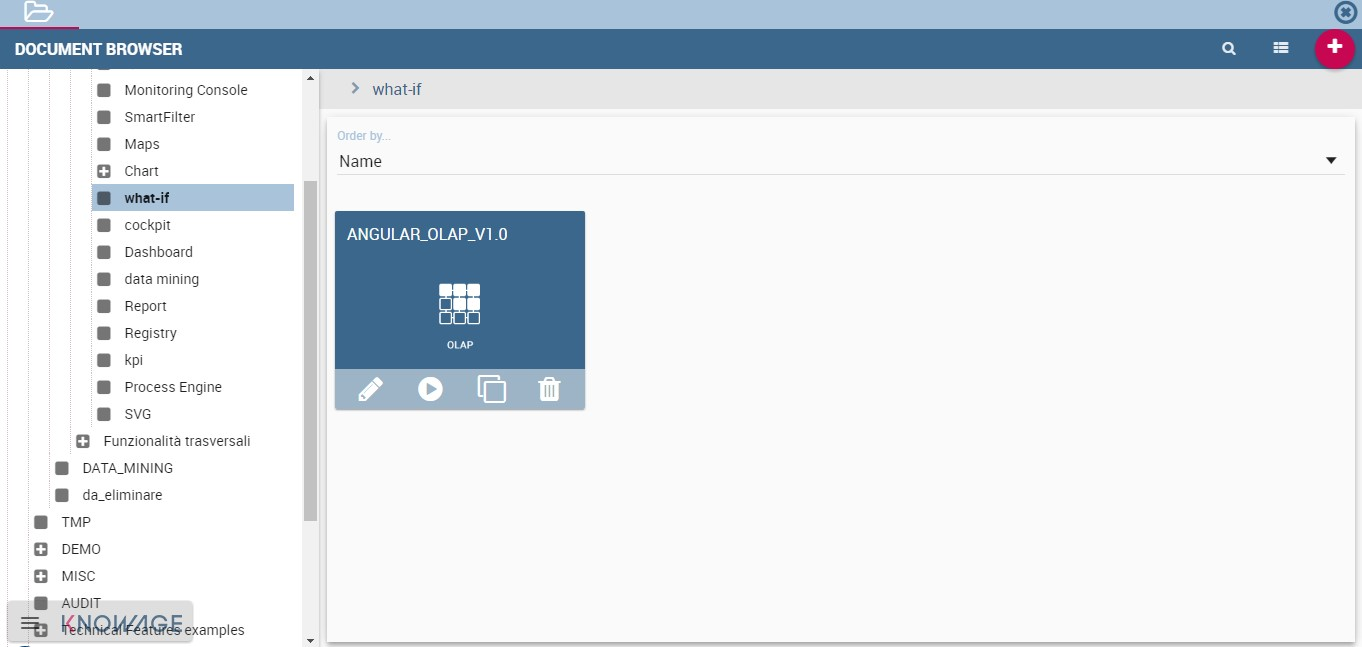 DOCUMENT BROWSER
Monitoring Console
SmartFilter
Maps
Chart
what-if
cockpit
Dashboard
data mining
Report
Registry
kpi
Process Engine
SVG
Funzionalità trasversali
DATA_MINING
da_eliminare
TMP
DEMO
MISC
AUDIT
KNOWAGE
Technical Features examples
what-if
Order by...
Name
ANGULAR_OLAP_V1.0
OLAP